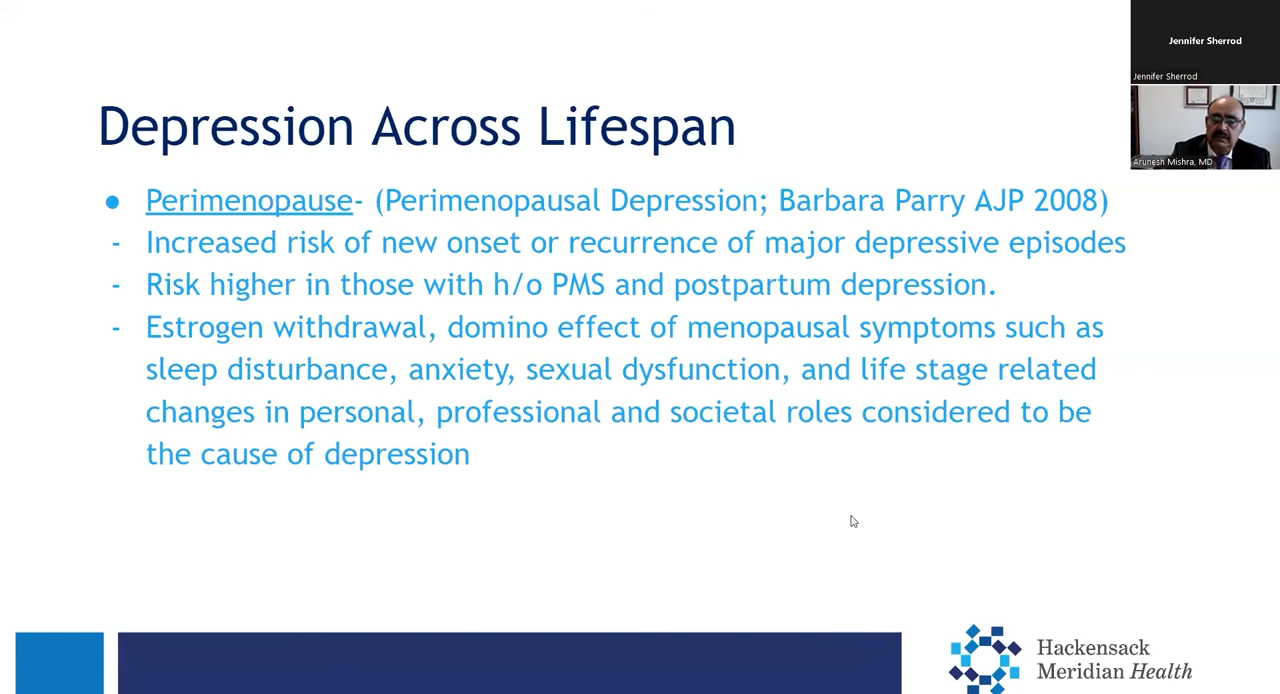 Jennifer Sherrod
Jennifer Sherrod
Arunesh Mishra, MD
Depression Across Lifespan
● Perimenopause- (Perimenopausal Depression; Barbara Parry AJP 2008)
- Increased risk of new onset or recurrence of major depressive episodes
- Risk higher in those with h/o PMS and postpartum depression.
- Estrogen withdrawal, domino effect of menopausal symptoms such as
sleep disturbance, anxiety, sexual dysfunction, and life stage related
changes in personal, professional and societal roles considered to be
the cause of depression
Hackensack
Meridian Health